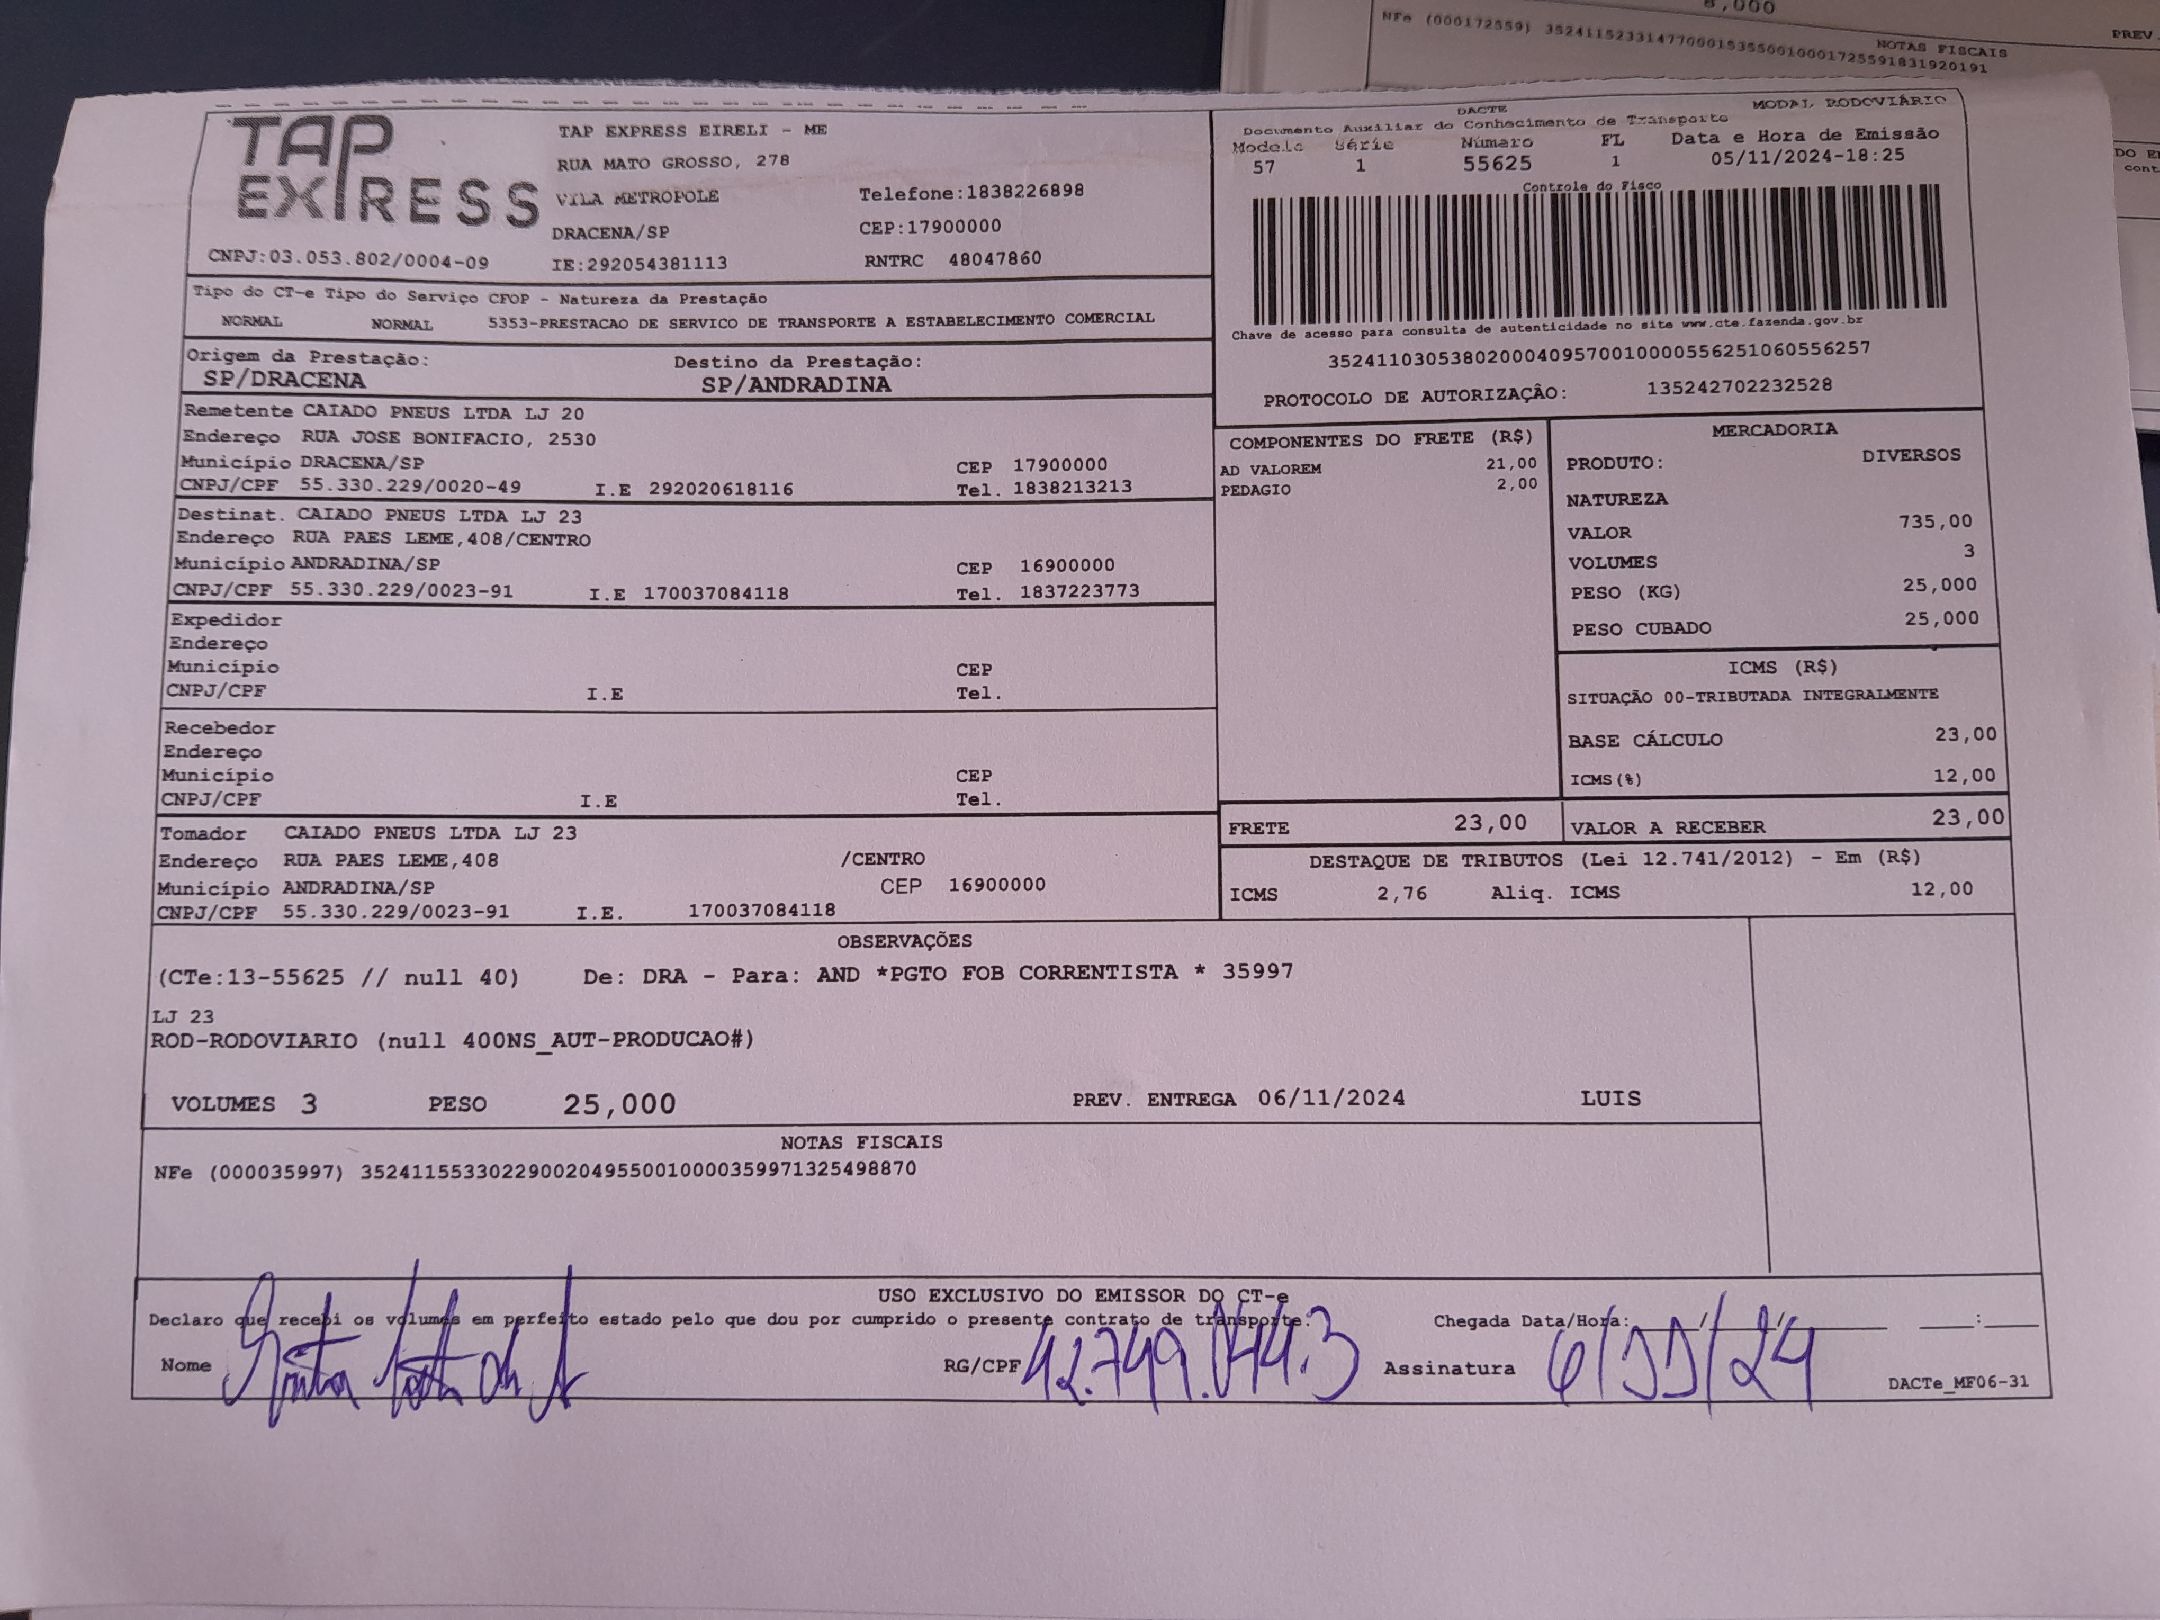 8,000
NFe (000172559) 35241152331477000153550010001725591831920191
NOTAS FISCAIS
PREV.
MODAL RODOVIÁRIO
TAP EXPRESS
TAP EXPRESS EIRELI - ME
RUA MATO GROSSO, 278
VILA METROPOLE Telefone:1838226898
DRACENA/SP CEP:17900000
CNPJ:03.053.802/0004-09 IE:292054381113 RNTRC 48047860
DACTE
Documento Auxiliar do Conhecimento de Transporto
Modelo Série Número FL Data e Hora de Emissão
57 1 55625 1 05/11/2024-18:25
Controle do Fisco
Chave de acesso para consulta de autenticidade no site www.cte.fazenda.gov.br
35241103053802000409570010000556251060556257
PROTOCOLO DE AUTORIZAÇÃO: 135242702232528
Tipo do CT-e Tipo do Serviço CFOP - Natureza da Prestação
NORMAL NORMAL 5353-PRESTACAO DE SERVICO DE TRANSPORTE A ESTABELECIMENTO COMERCIAL
Origem da Prestação: Destino da Prestação:
SP/DRACENA SP/ANDRADINA
Remetente CAIADO PNEUS LTDA LJ 20
Endereço RUA JOSE BONIFACIO, 2530
Município DRACENA/SP CEP 17900000
CNPJ/CPF 55.330.229/0020-49 I.E 292020618116 Tel. 1838213213
Destinat. CAIADO PNEUS LTDA LJ 23
Endereço RUA PAES LEME,408/CENTRO
Município ANDRADINA/SP CEP 16900000
CNPJ/CPF 55.330.229/0023-91 I.E 170037084118 Tel. 1837223773
Expedidor
Endereço
Município CEP
CNPJ/CPF I.E Tel.
Recebedor
Endereço
Município CEP
CNPJ/CPF I.E Tel.
Tomador CAIADO PNEUS LTDA LJ 23
Endereço RUA PAES LEME,408 /CENTRO
Município ANDRADINA/SP CEP 16900000
CNPJ/CPF 55.330.229/0023-91 I.E. 170037084118
COMPONENTES DO FRETE (R$)
AD VALOREM 21,00
PEDAGIO 2,00
MERCADORIA
PRODUTO: DIVERSOS
NATUREZA
VALOR 735,00
VOLUMES 3
PESO (KG) 25,000
PESO CUBADO 25,000
ICMS (R$)
SITUAÇÃO 00-TRIBUTADA INTEGRALMENTE
BASE CÁLCULO 23,00
ICMS(%) 12,00
FRETE 23,00 VALOR A RECEBER 23,00
DESTAQUE DE TRIBUTOS (Lei 12.741/2012) - Em (R$)
ICMS 2,76 Aliq. ICMS 12,00
OBSERVAÇÕES
(CTe:13-55625 // null 40) De: DRA - Para: AND *PGTO FOB CORRENTISTA * 35997
LJ 23
ROD-RODOVIARIO (null 400NS_AUT-PRODUCAO#)
VOLUMES 3 PESO 25,000 PREV. ENTREGA 06/11/2024 LUIS
NOTAS FISCAIS
NFe (000035997) 35241155330229002049550010000359971325498870
USO EXCLUSIVO DO EMISSOR DO CT-e
Declaro que recebi os volumes em perfeito estado pelo que dou por cumprido o presente contrato de transporte.
Chegada Data/Hora: / / :
Nome RG/CPF 42.749.044.3 Assinatura 6/11/24
DACTe_MF06-31